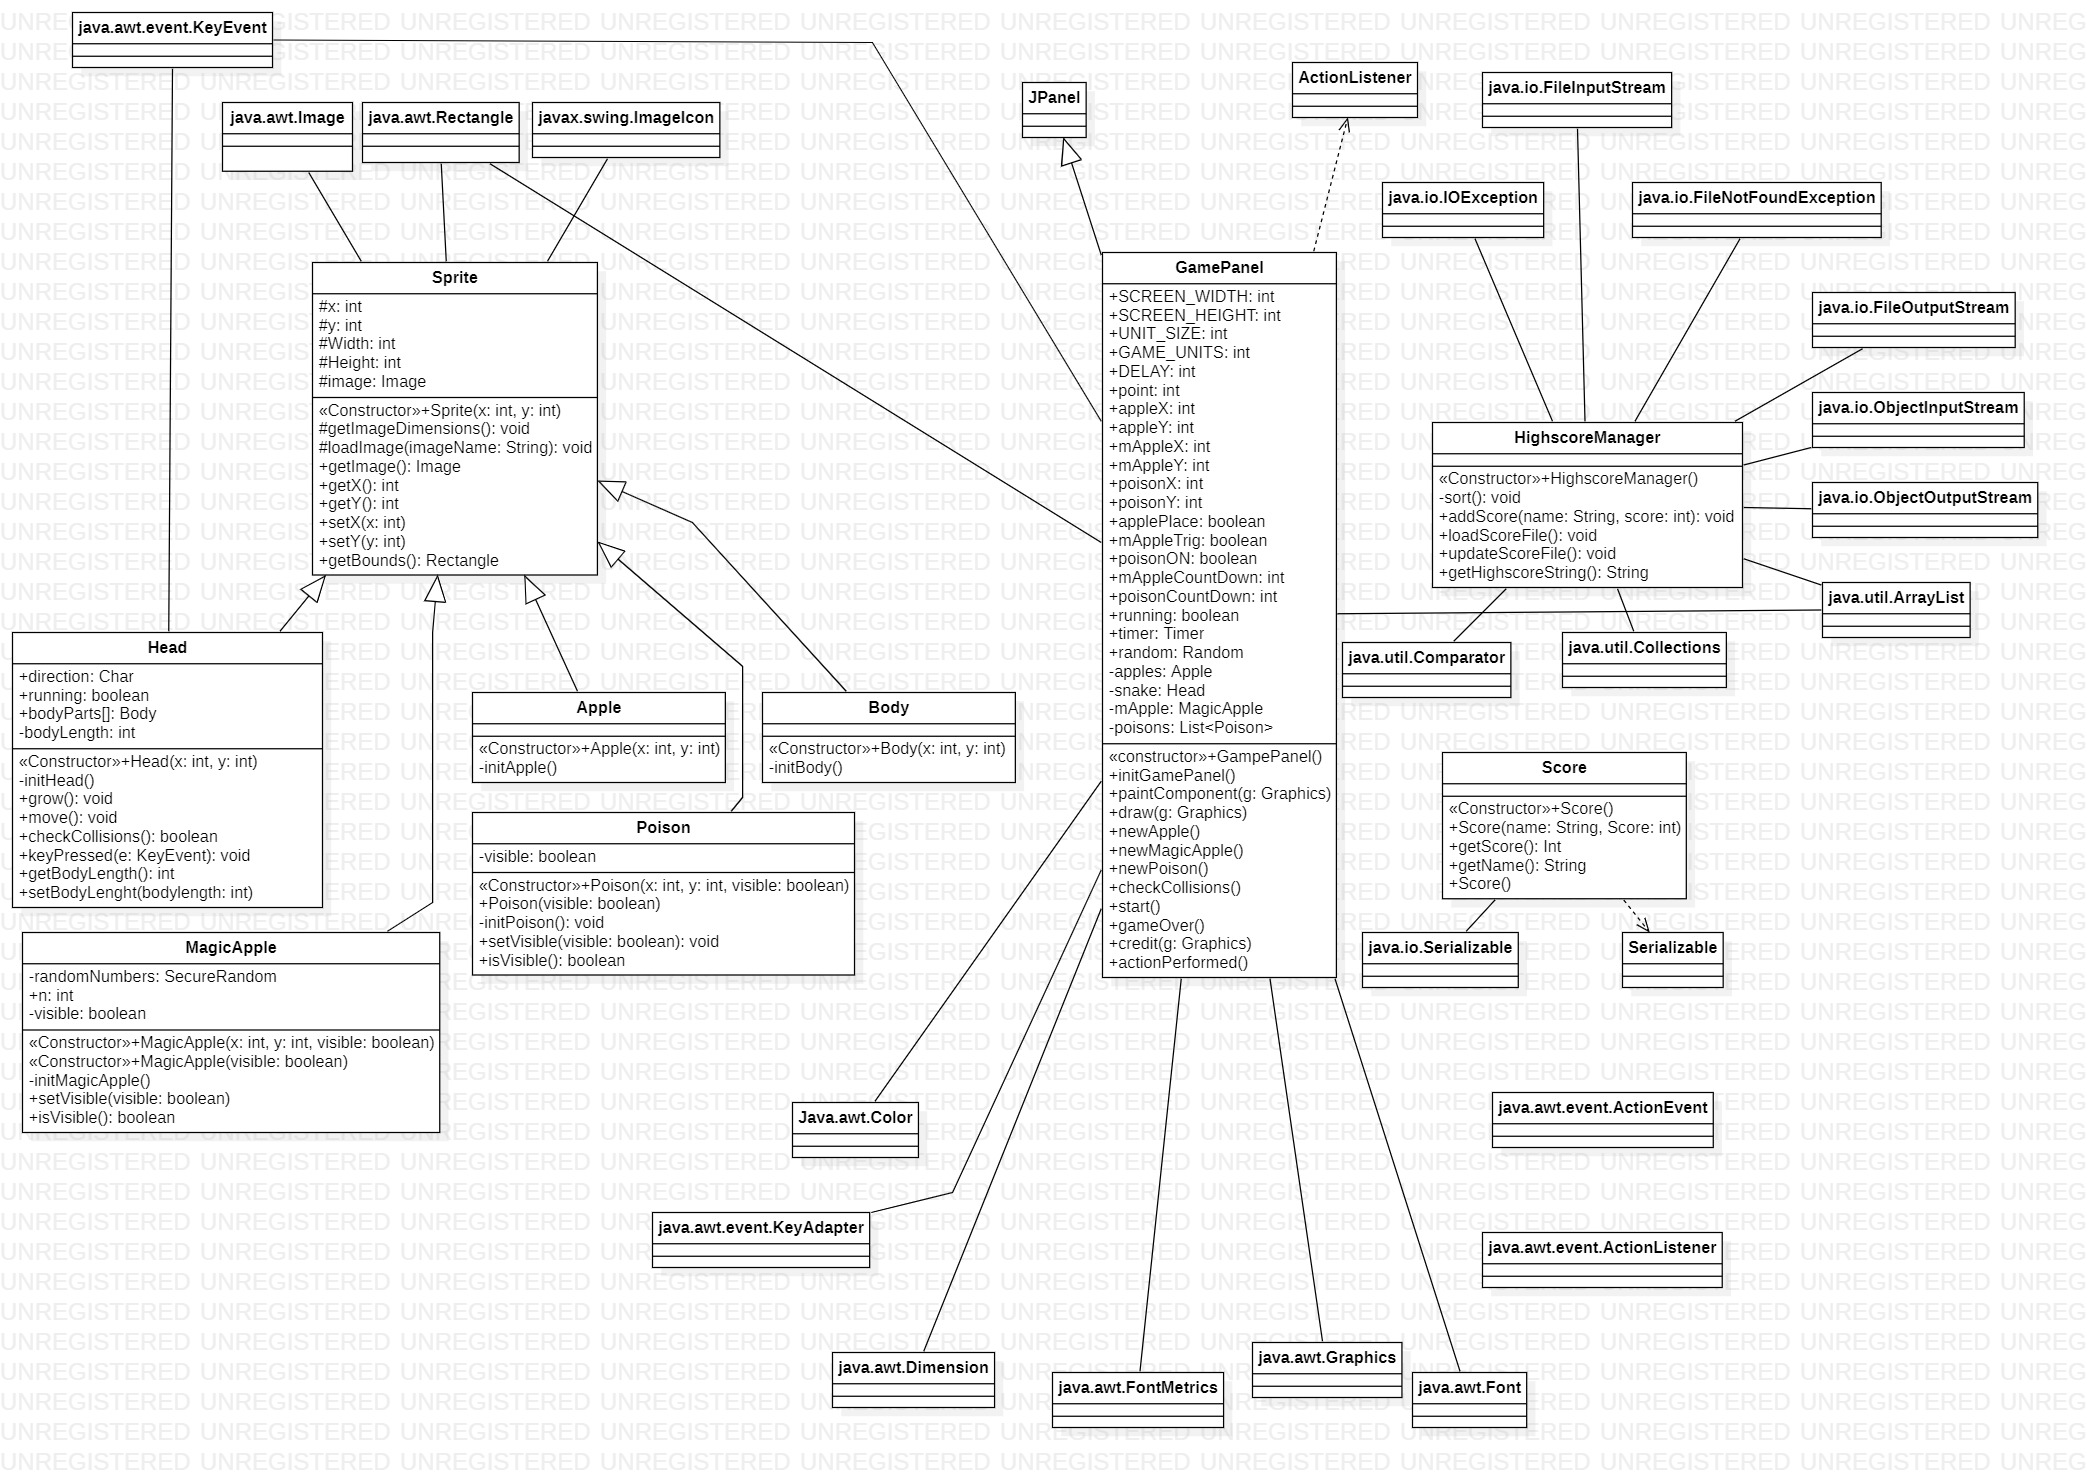 java.awt.event.KeyEvent
java.awt.Image
java.awt.Rectangle
javax.swing.ImageIcon
JPanel
ActionListener
java.io.FileInputStream
java.io.IOException
java.io.FileNotFoundException
java.io.FileOutputStream
java.io.ObjectInputStream
java.io.ObjectOutputStream
java.util.ArrayList
java.util.Comparator
java.util.Collections
Sprite
#x: int
#y: int
#Width: int
#Height: int
#image: Image
«Constructor»+Sprite(x: int, y: int)
#getImageDimensions(): void
#loadImage(imageName: String): void
+getImage(): Image
+getX(): int
+getY(): int
+setX(x: int)
+setY(y: int)
+getBounds(): Rectangle
GamePanel
+SCREEN_WIDTH: int
+SCREEN_HEIGHT: int
+UNIT_SIZE: int
+GAME_UNITS: int
+DELAY: int
+point: int
+appleX: int
+appleY: int
+mAppleX: int
+mAppleY: int
+poisonX: int
+poisonY: int
+applePlace: boolean
+mAppleTrig: boolean
+poisonON: boolean
+mAppleCountDown: int
+poisonCountDown: int
+running: boolean
+timer: Timer
+random: Random
-apples: Apple
-snake: Head
-mApple: MagicApple
-poisons: List<Poison>
«constructor»+GampePanel()
+initGamePanel()
+paintComponent(g: Graphics)
+draw(g: Graphics)
+newApple()
+newMagicApple()
+newPoison()
+checkCollisions()
+start()
+gameOver()
+credit(g: Graphics)
+actionPerformed()
HighscoreManager
«Constructor»+HighscoreManager()
-sort(): void
+addScore(name: String, score: int): void
+loadScoreFile(): void
+updateScoreFile(): void
+getHighscoreString(): String
Head
+direction: Char
+running: boolean
+bodyParts[]: Body
-bodyLength: int
«Constructor»+Head(x: int, y: int)
-initHead()
+grow(): void
+move(): void
+checkCollisions(): boolean
+keyPressed(e: KeyEvent): void
+getBodyLength(): int
+setBodyLenght(bodylength: int)
Apple
«Constructor»+Apple(x: int, y: int)
-initApple()
Body
«Constructor»+Body(x: int, y: int)
-initBody()
Poison
-visible: boolean
«Constructor»+Poison(x: int, y: int, visible: boolean)
+Poison(visible: boolean)
-initPoison(): void
+setVisible(visible: boolean): void
+isVisible(): boolean
MagicApple
-randomNumbers: SecureRandom
+n: int
-visible: boolean
«Constructor»+MagicApple(x: int, y: int, visible: boolean)
«Constructor»+MagicApple(visible: boolean)
-initMagicApple()
+setVisible(visible: boolean)
+isVisible(): boolean
Score
«Constructor»+Score()
+Score(name: String, Score: int)
+getScore(): Int
+getName(): String
+Score()
java.io.Serializable
Serializable
Java.awt.Color
java.awt.event.KeyAdapter
java.awt.Dimension
java.awt.FontMetrics
java.awt.Graphics
java.awt.Font
java.awt.event.ActionEvent
java.awt.event.ActionListener
UNREGISTERED